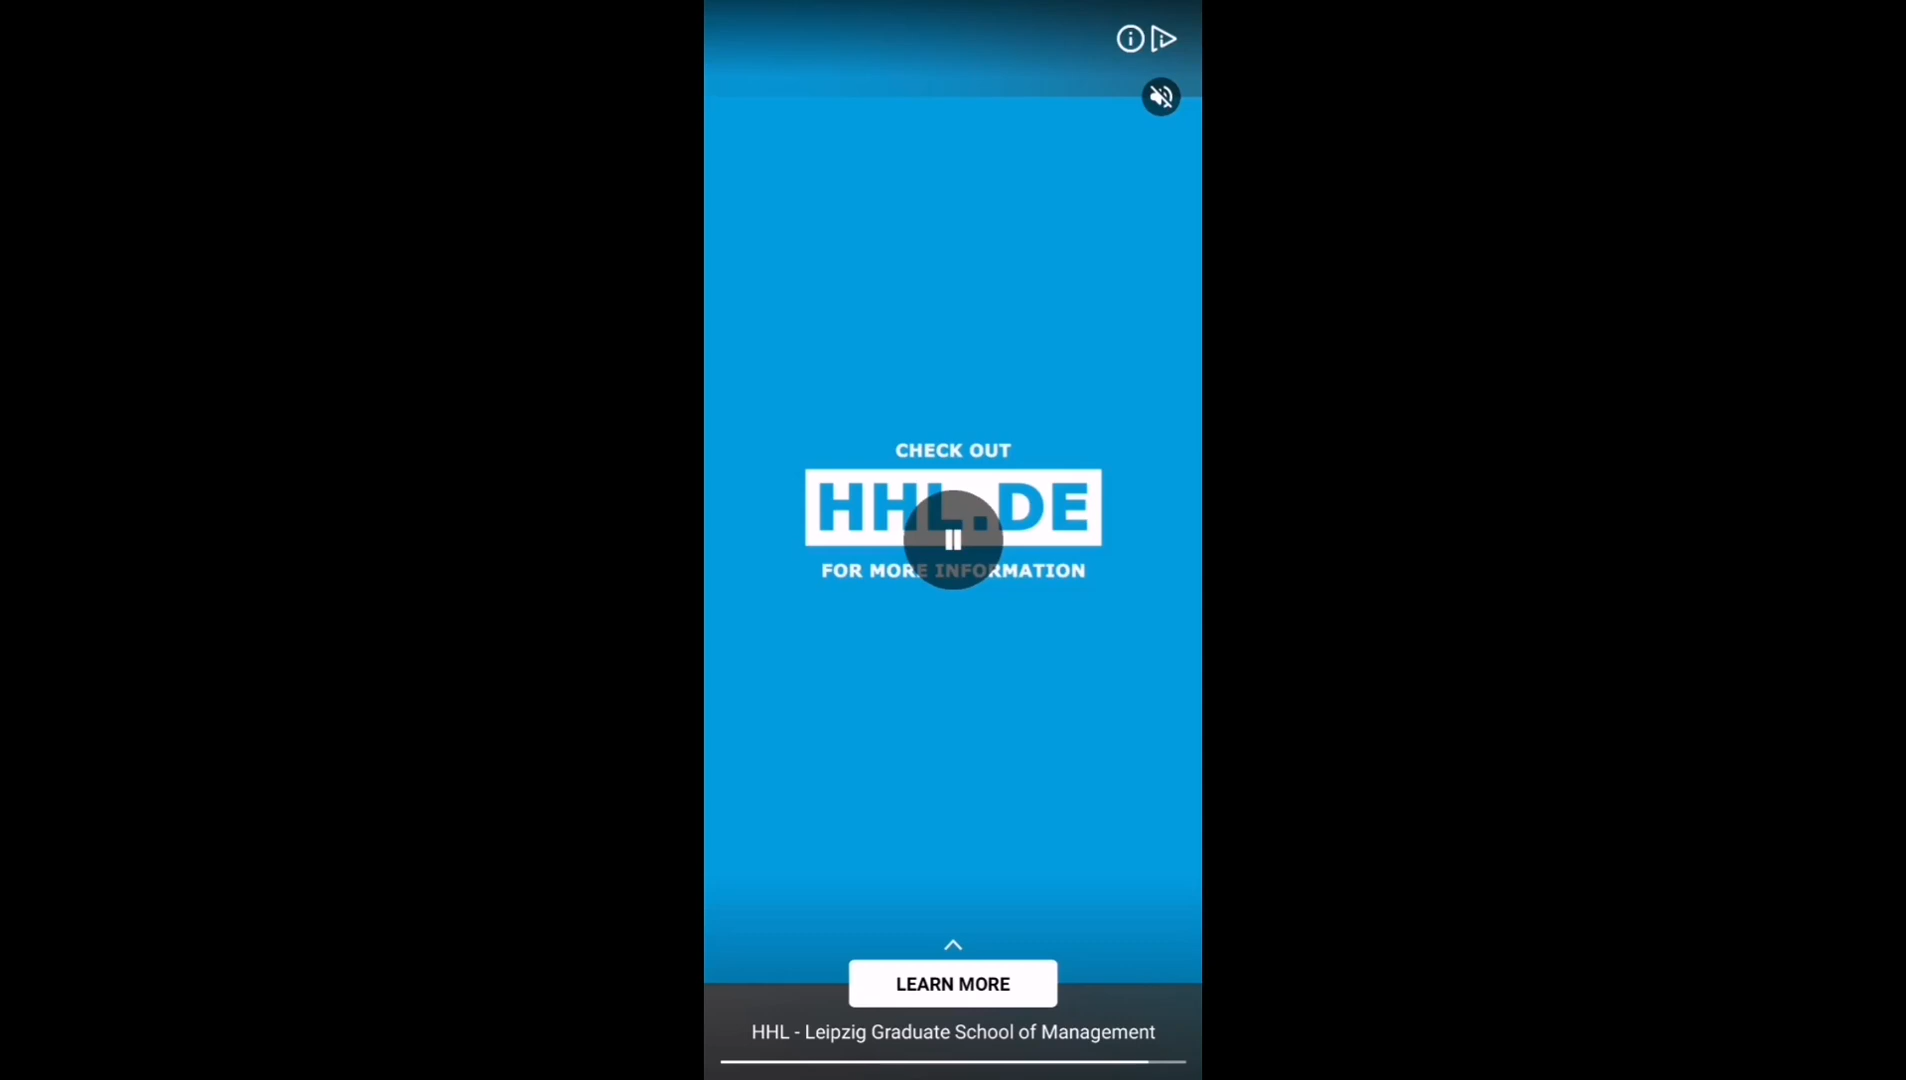 CHECK OUT
HHL.DE
FOR MORE INFORMATION
LEARN MORE
HHL - Leipzig Graduate School of Management